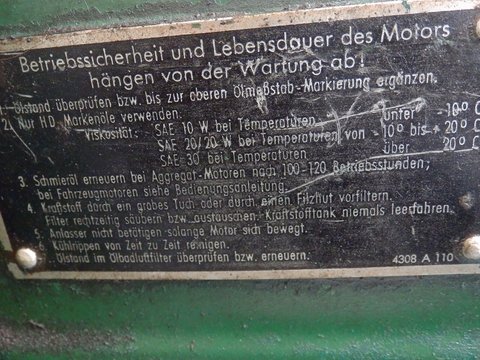 Betriebssicherheit und Lebensdauer des Motors
hängen von der Wartung ab!
1. Ölstand überprüfen bzw. bis zur oberen Ölmeßstab-Markierung ergänzen.
2. Nur HD. Markenöle verwenden.
Viskosität: SAE 10 W bei Temperaturen unter -10° C
SAE 20/20 W bei Temperaturen von -10° bis +20° C
SAE 30 bei Temperaturen über 20° C
3. Schmieröl erneuern bei Aggregat-Motoren nach 100-120 Betriebsstunden;
bei Fahrzeugmotoren siehe Bedienungsanleitung.
4. Kraftstoff durch ein grobes Tuch oder durch einen Filzhut vorfiltern.
Filter rechtzeitig säubern bzw. austauschen. Kraftstofftank niemals leerfahren.
5. Anlasser nicht betätigen solange Motor sich bewegt.
6. Kühlrippen von Zeit zu Zeit reinigen.
Ölstand im Ölbadluftfilter überprüfen bzw. erneuern.
4308 A 110